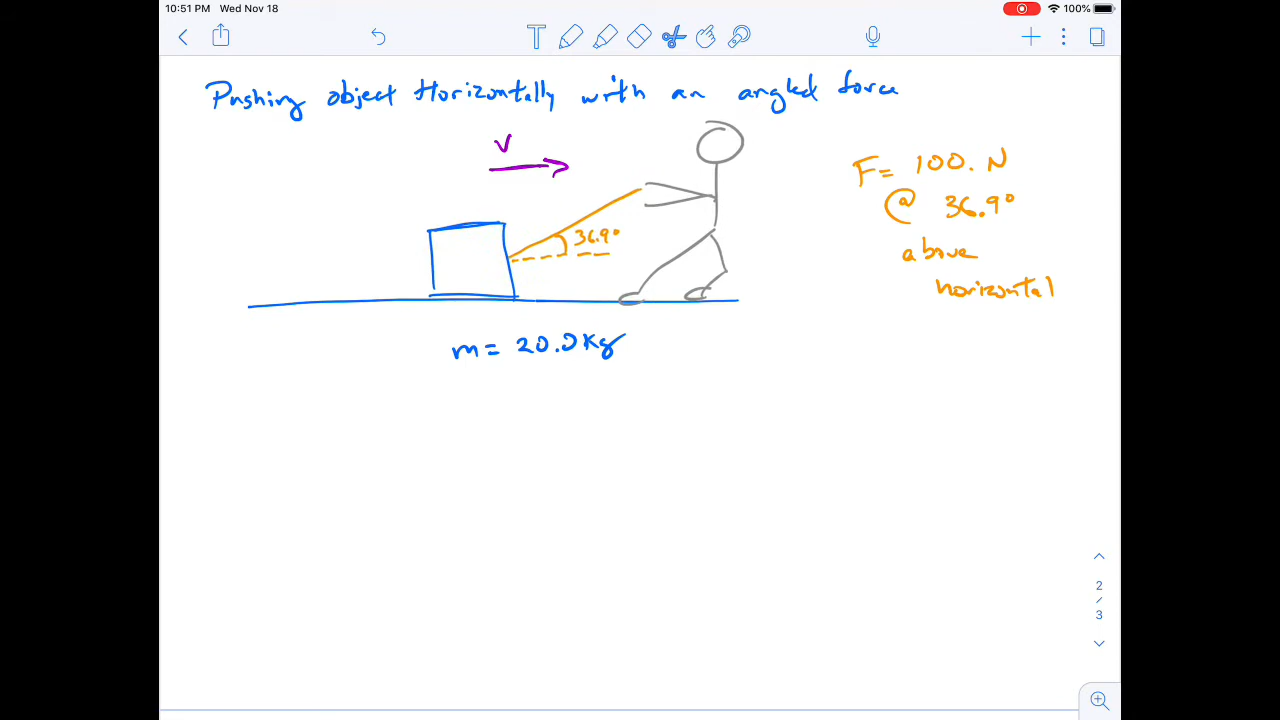 10:51 PM Wed Nov 18
100%
T
Pushing object Horizontally with an angled force
V
F= 100. N
@ 36.9°
above
horizontal
36.9°
m= 20.0 Kg
2
/
3